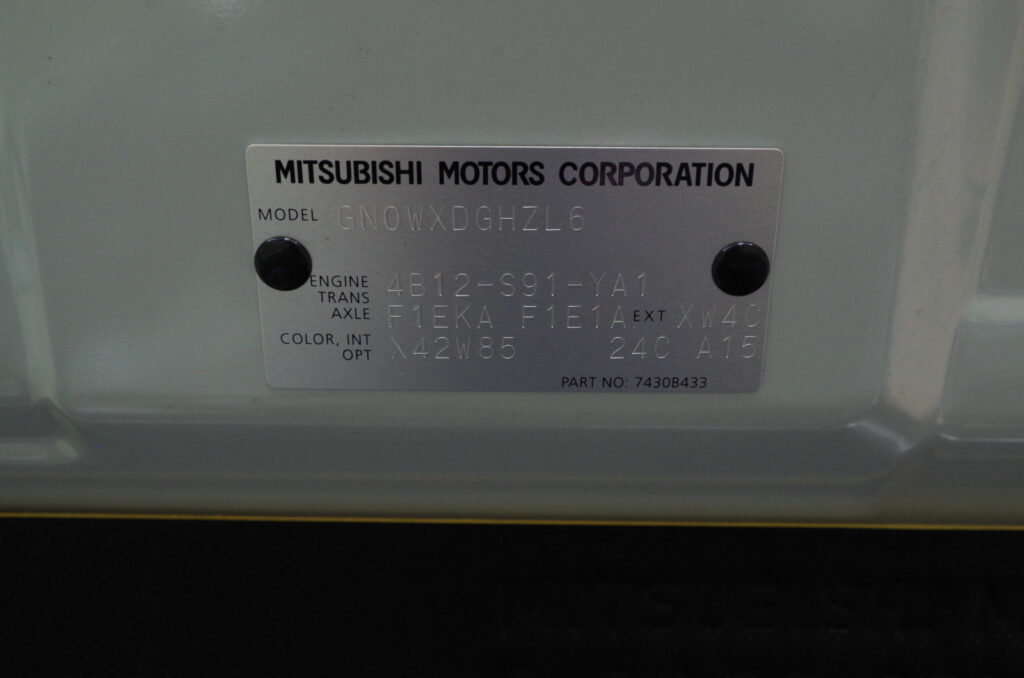 MITSUBISHI MOTORS CORPORATION
MODEL GN0WXDGHZL6
ENGINE 4B12-S91-YA1
TRANS
AXLE F1EKA F1E1A EXT XW4C
COLOR, INT X42W85 24C A15
OPT
PART NO: 7430B433